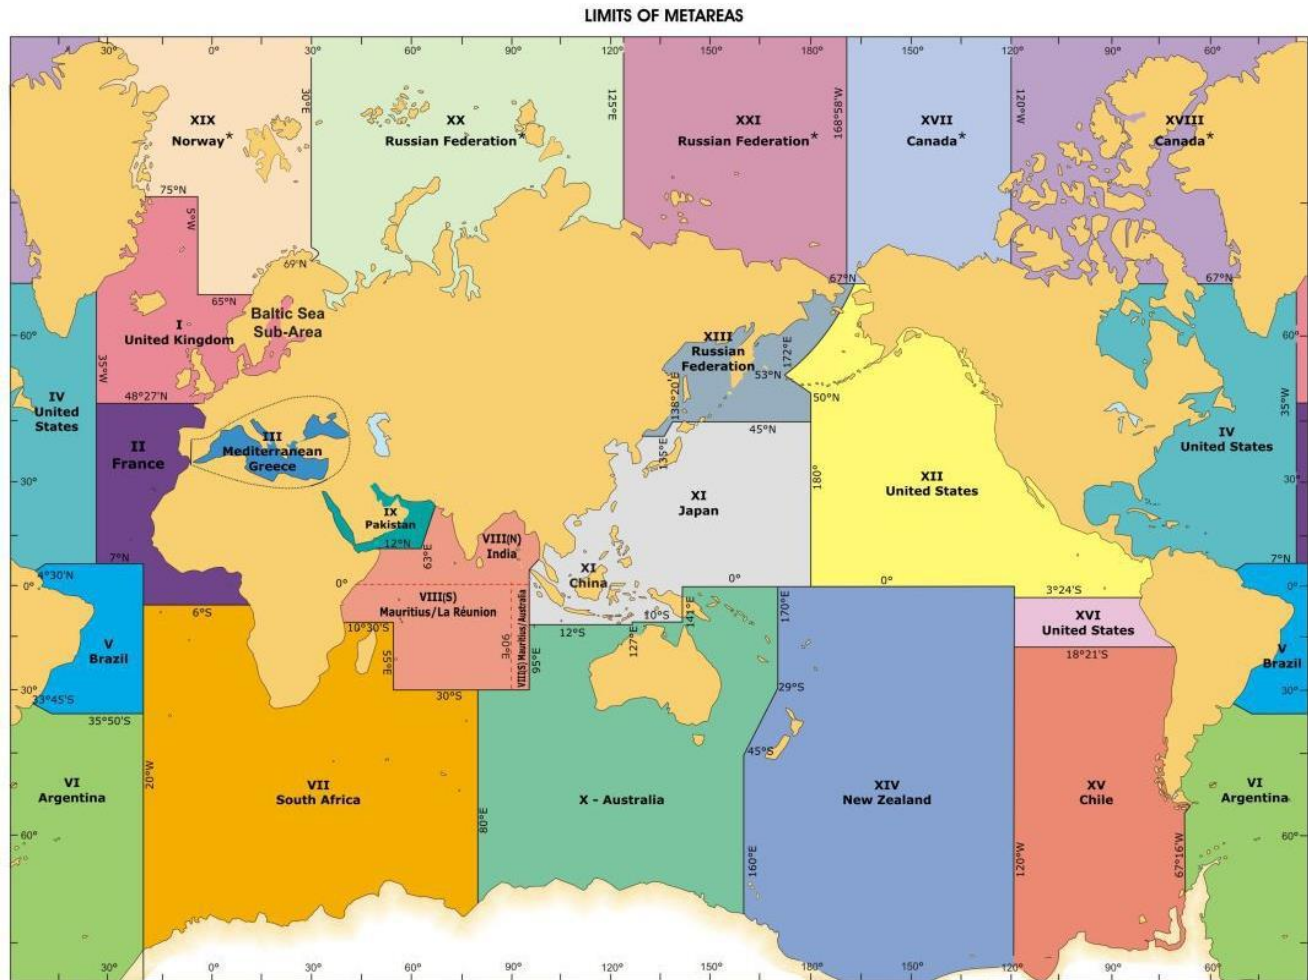 LIMITS OF METAREAS
30° 0° 30° 60° 90° 120° 150° 180° 150° 120° 90° 60°
XIX
Norway*
30°E
XX
Russian Federation*
125°E
XXI
Russian Federation*
168°58'W
XVII
Canada*
120°W
XVIII
Canada*
75°N
5°W
69'N
65°N
67°N
67°N
I
United Kingdom
Baltic Sea
Sub-Area
60°
60°
35°W
48°27'N
XIII
Russian
Federation
172°E
53°N
138°20'E
50°N
45°N
135°E
180°
35°W
IV
United
States
IV
United States
II
France
III
Mediterranean
Greece
30°
30°
XII
United States
XI
Japan
IX
Pakistan
12°N
63°E
VIII(N)
India
XI
China
7°N
7°N
4°30'N
0°
0°
0°
0°
0°
3°24'S
6°S
VIII(S)
Mauritius/La Réunion
VIII(S) Mauritius/Australia
10°30'S
55°E
90°E
95°E
12°S
127°E
10°S
141°E
170°E
XVI
United States
18°21'S
V
Brazil
V
Brazil
30°
30°
33°45'S
35°50'S
30°S
29°S
45°S
VI
Argentina
20°W
VII
South Africa
80°E
X - Australia
160°E
XIV
New Zealand
120°W
XV
Chile
67°16'W
VI
Argentina
60°
60°
30° 0° 30° 60° 90° 120° 150° 180° 150° 120° 90° 60°